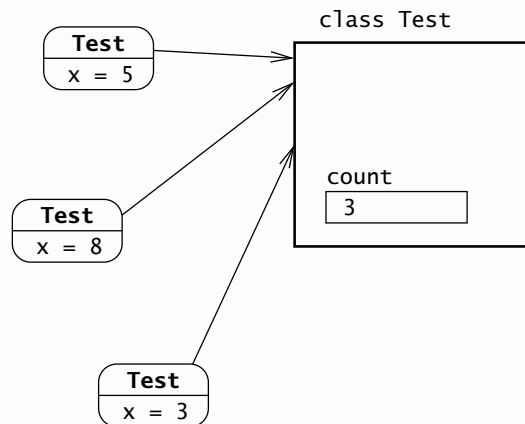 class Test
Test
x = 5
count
3
Test
x = 8
Test
x = 3